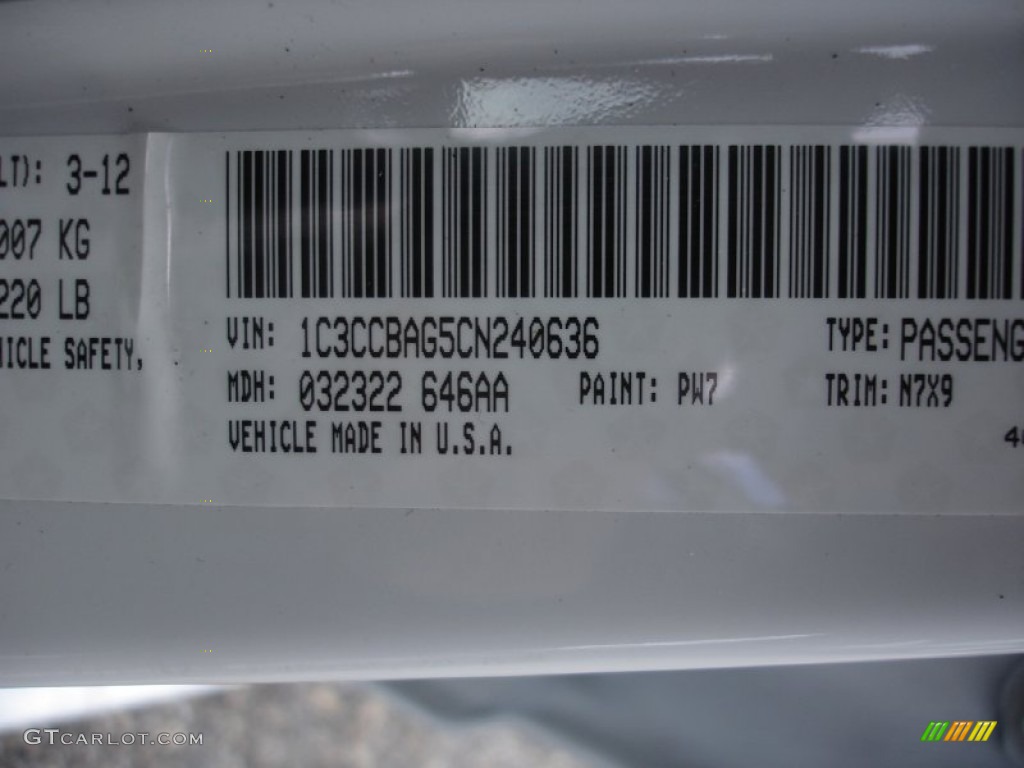 LT): 3-12
007 KG
220 LB
HICLE SAFETY,
VIN: 1C3CCBAG5CN240636 TYPE: PASSENG
MDH: 032322 646AA PAINT: PW7 TRIM: N7X9
VEHICLE MADE IN U.S.A.
GTCARLOT.COM